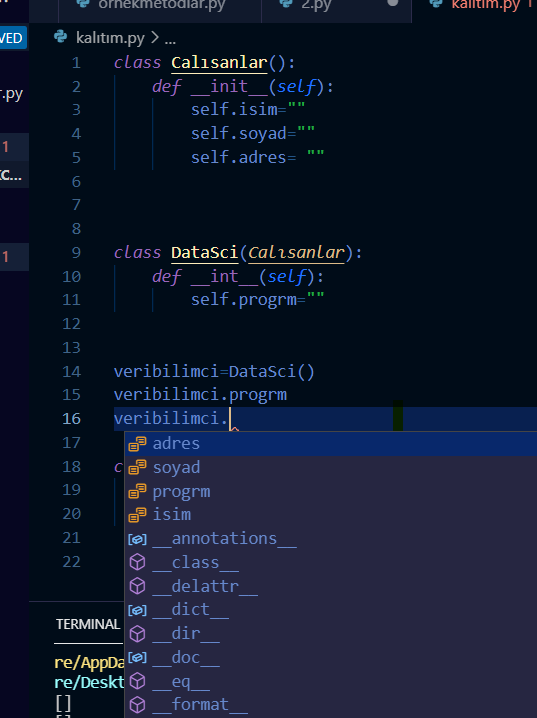 örnekmetodlar.py 2.py kalıtım.py 1
VED kalıtım.py > ...
1 class Calısanlar():
2 def __init__(self):
r.py 3 self.isim=""
4 self.soyad=""
5 self.adres= ""
1 6
7
8
9 class DataSci(Calısanlar):
1 10 def __int__(self):
11 self.progrm=""
12
13
14 veribilimci=DataSci()
15 veribilimci.progrm
16 veribilimci.
17 adres
18 c soyad
19 progrm
20 isim
21 __annotations__
22 __class__
__delattr__
__dict__
TERMINAL __dir__
re/AppDa __doc__
re/Deskt __eq__
[] __format__